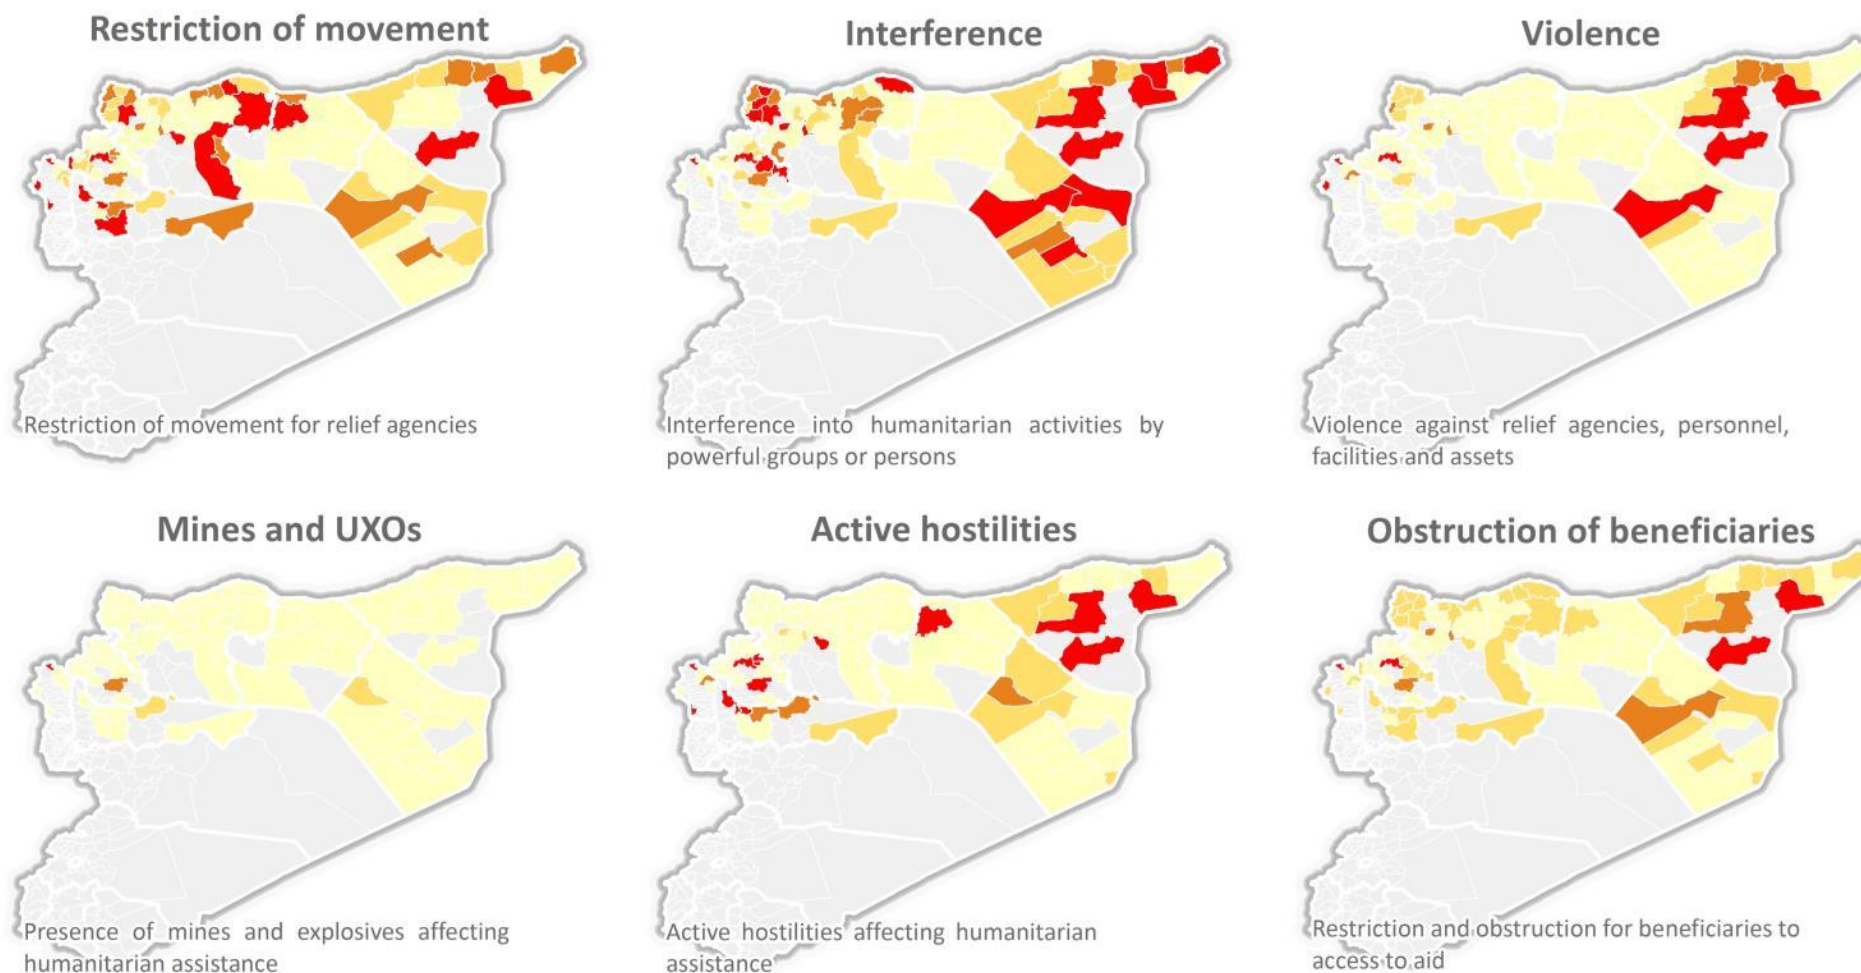 Restriction of movement
Interference
Violence
Restriction of movement for relief agencies
Interference into humanitarian activities by
powerful groups or persons
Violence against relief agencies, personnel,
facilities and assets
Mines and UXOs
Active hostilities
Obstruction of beneficiaries
Presence of mines and explosives affecting
humanitarian assistance
Active hostilities affecting humanitarian
assistance
Restriction and obstruction for beneficiaries to
access to aid